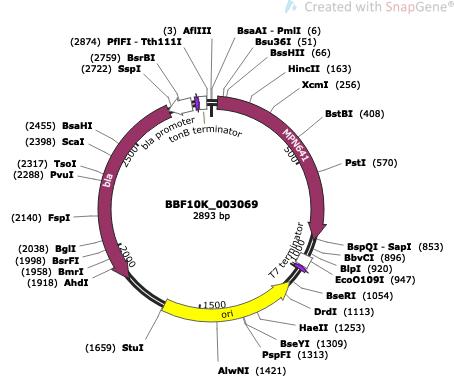 Created with SnapGene®
(3) AflIII
BsaAI - PmlI (6)
(2874) PflFI - Tth111I
Bsu36I (51)
(2759) BsrBI
BssHII (66)
(2722) SspI
HincII (163)
XcmI (256)
bla promoter
tonB terminator
BstBI (408)
(2455) BsaHI
MPN641
(2398) ScaI
2500
500
(2317) TsoI
PstI (570)
(2288) PvuI
bla
BBF10K_003069
2893 bp
(2140) FspI
T7 terminator
BspQI - SapI (853)
(2038) BglI
2000
1000
BbvCI (896)
(1998) BsrFI
BlpI (920)
(1958) BmrI
EcoO109I (947)
(1918) AhdI
BseRI (1054)
1500
ori
DrdI (1113)
HaeII (1253)
(1659) StuI
BseYI (1309)
PspFI (1313)
AlwNI (1421)